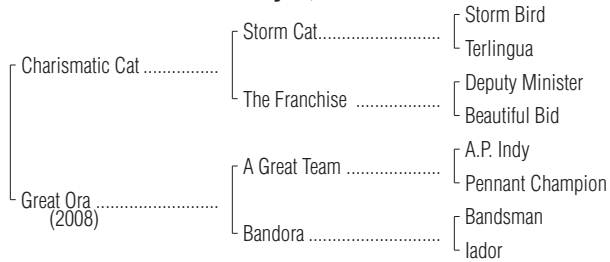 Storm Bird
Storm Cat
Terlingua
Charismatic Cat
Deputy Minister
The Franchise
Beautiful Bid
A.P. Indy
A Great Team
Pennant Champion
Great Ora
(2008)
Bandsman
Bandora
Iador